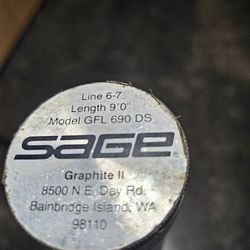 Line 6-7
Length 9'0"
Model GFL 690 DS
SAGE
Graphite II
8500 N.E. Day Rd.
Bainbridge Island, WA
98110